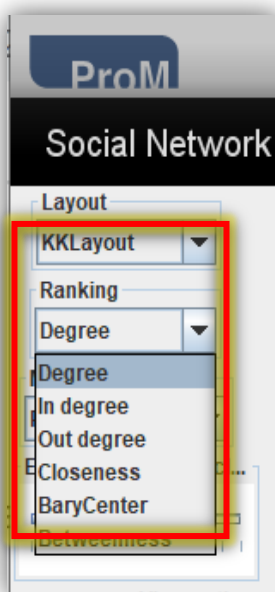 ProM
Social Network
Layout
KKLayout
Ranking
Degree
Degree
In degree
Out degree
Closeness
BaryCenter
Betweenness